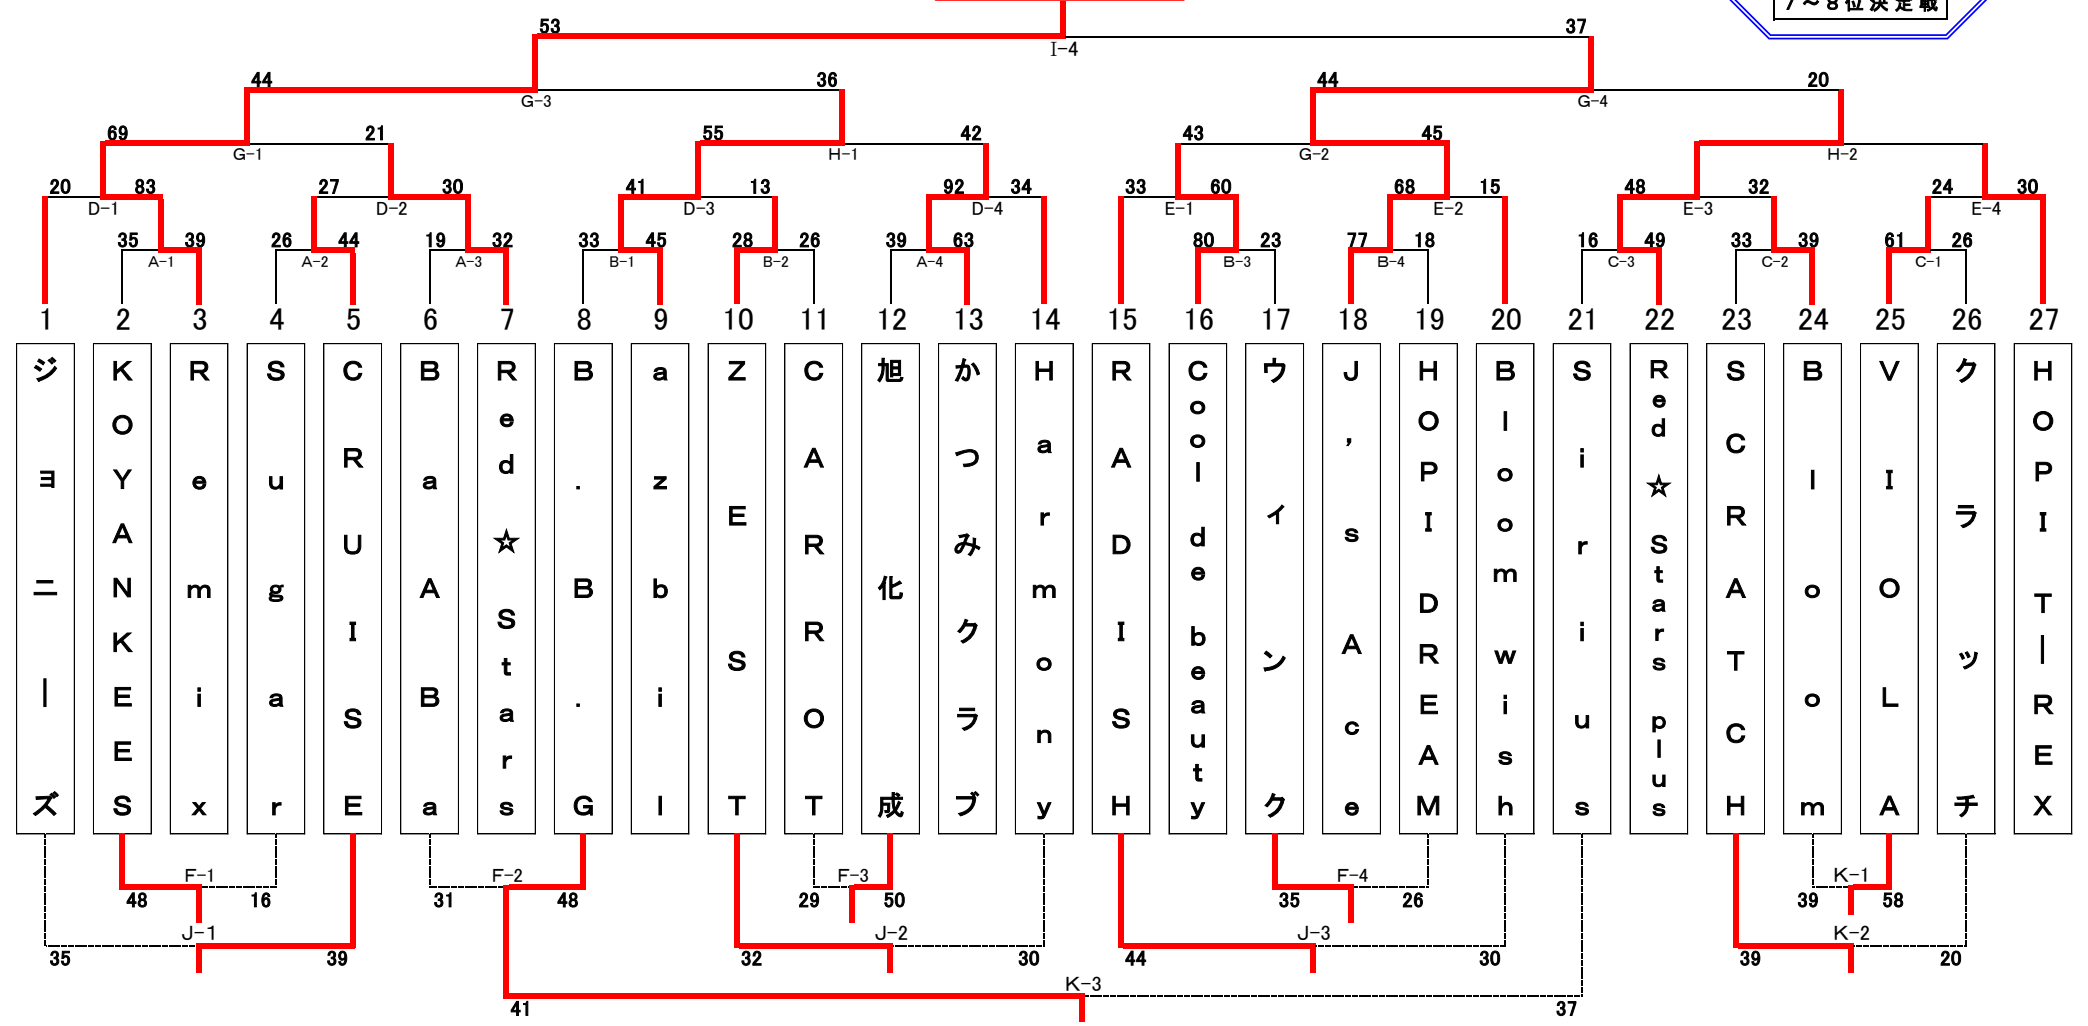 7～8位決定戦
53 37
I-4
44 36 44 20
G-3 G-4
69 21 55 42 43 45
G-1 H-1 G-2 H-2
20 83 27 30 41 13 92 34 33 60 68 15 48 32 24 30
D-1 D-2 D-3 D-4 E-1 E-2 E-3 E-4
35 39 26 44 19 32 33 45 28 26 39 63 80 23 77 18 16 49 33 39 61 26
A-1 A-2 A-3 B-1 B-2 A-4 B-3 B-4 C-3 C-2 C-1
1 2 3 4 5 6 7 8 9 10 11 12 13 14 15 16 17 18 19 20 21 22 23 24 25 26 27
ジョニーズ
KOYANKEES
Remix
Sugar
CRUISE
BaABa
Red☆Stars
B.B.G
azbil
ZEST
CARROT
旭化成
かつみクラブ
Harmony
RADISH
Cool de beauty
ウィンク
J’s Ace
HOPI DREAM
Bloom wish
Sirius
Red☆Stars plus
SCRATCH
Bloom
VIOLA
クラッチ
HOPI T-REX
F-1 F-2 F-3 F-4 K-1
48 16 31 48 29 50 35 26 39 58
J-1 J-2 J-3 K-2
35 39 32 30 44 30 39 20
K-3
41 37